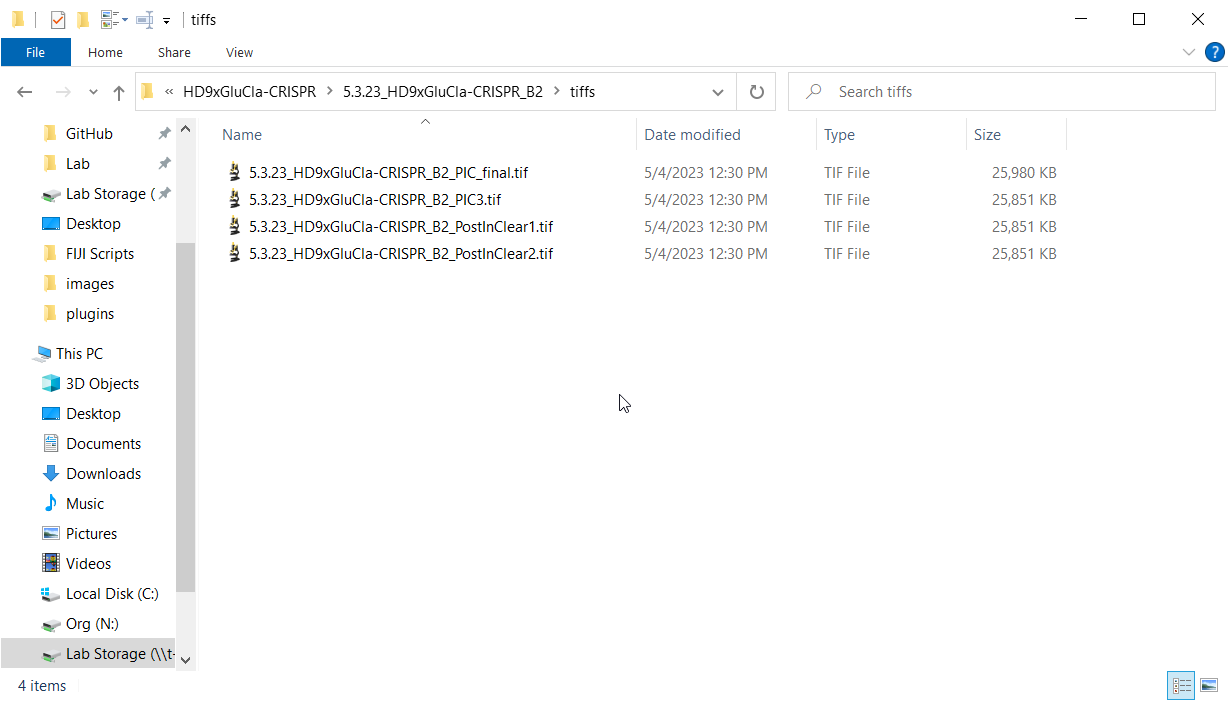 tiffs
File Home Share View
« HD9xGluCla-CRISPR > 5.3.23_HD9xGluCla-CRISPR_B2 > tiffs
Search tiffs
GitHub
Lab
Lab Storage (
Desktop
FIJI Scripts
images
plugins
This PC
3D Objects
Desktop
Documents
Downloads
Music
Pictures
Videos
Local Disk (C:)
Org (N:)
Lab Storage (\\t-
Name Date modified Type Size
5.3.23_HD9xGluCla-CRISPR_B2_PIC_final.tif 5/4/2023 12:30 PM TIF File 25,980 KB
5.3.23_HD9xGluCla-CRISPR_B2_PIC3.tif 5/4/2023 12:30 PM TIF File 25,851 KB
5.3.23_HD9xGluCla-CRISPR_B2_PostInClear1.tif 5/4/2023 12:30 PM TIF File 25,851 KB
5.3.23_HD9xGluCla-CRISPR_B2_PostInClear2.tif 5/4/2023 12:30 PM TIF File 25,851 KB
4 items